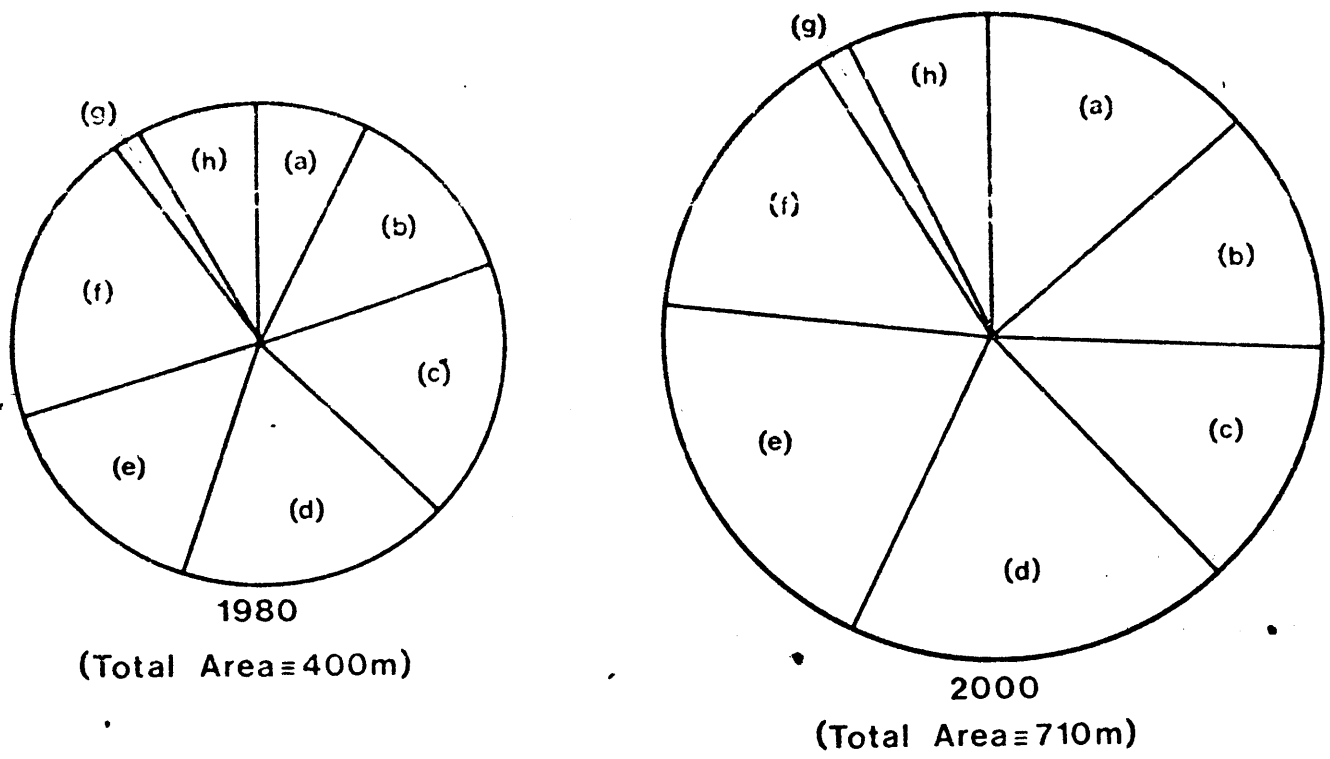 (g)
(h)
(a)
(b)
(c)
(d)
(e)
(f)
1980
(Total Area≡400m)
(g)
(h)
(a)
(b)
(c)
(d)
(e)
(f)
2000
(Total Area≡710m)